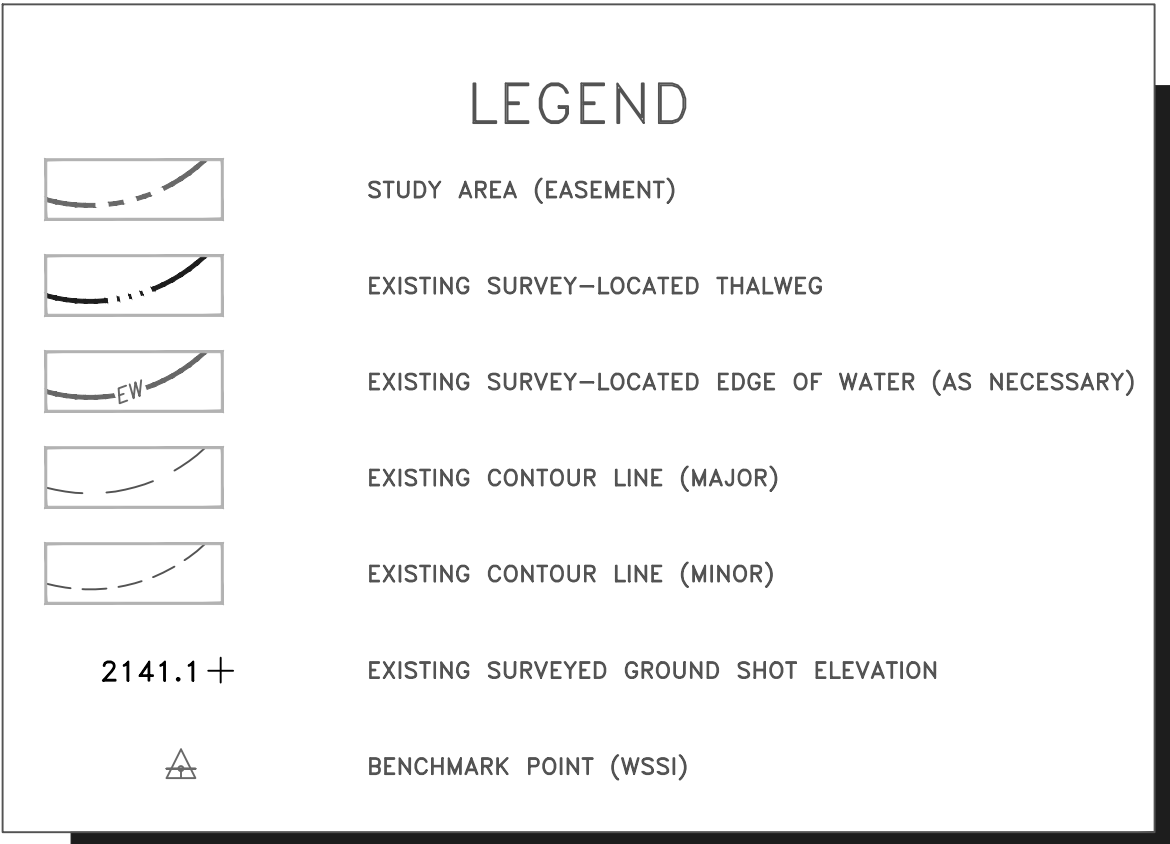 LEGEND
STUDY AREA (EASEMENT)
EXISTING SURVEY-LOCATED THALWEG
EW
EXISTING SURVEY-LOCATED EDGE OF WATER (AS NECESSARY)
EXISTING CONTOUR LINE (MAJOR)
EXISTING CONTOUR LINE (MINOR)
2141.1+ EXISTING SURVEYED GROUND SHOT ELEVATION
BENCHMARK POINT (WSSI)